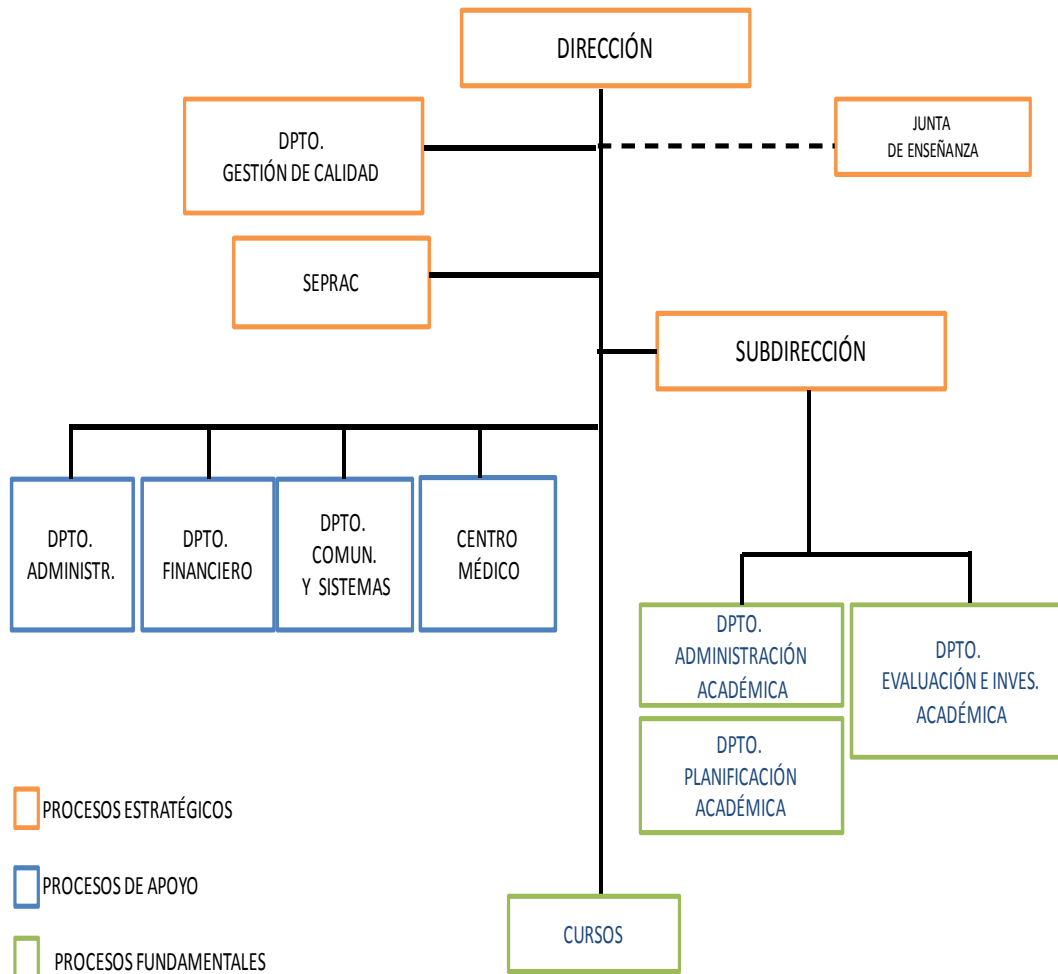 DIRECCIÓN
DPTO.
GESTIÓN DE CALIDAD
JUNTA
DE ENSEÑANZA
SEPRAC
SUBDIRECCIÓN
DPTO.
ADMINISTR.
DPTO.
FINANCIERO
DPTO.
COMUN.
Y SISTEMAS
CENTRO
MÉDICO
DPTO.
ADMINISTRACIÓN
ACADÉMICA
DPTO.
EVALUACIÓN E INVES.
ACADÉMICA
DPTO.
PLANIFICACIÓN
ACADÉMICA
PROCESOS ESTRATÉGICOS
PROCESOS DE APOYO
PROCESOS FUNDAMENTALES
CURSOS